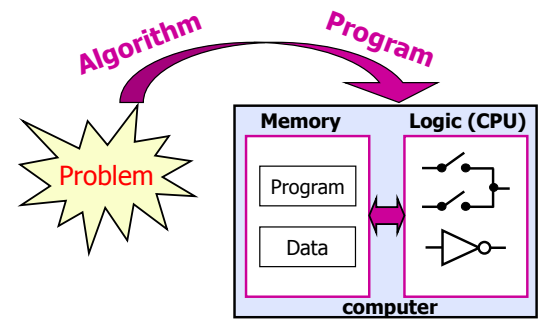 Algorithm
Program
Problem
Memory
Logic (CPU)
Program
Data
computer